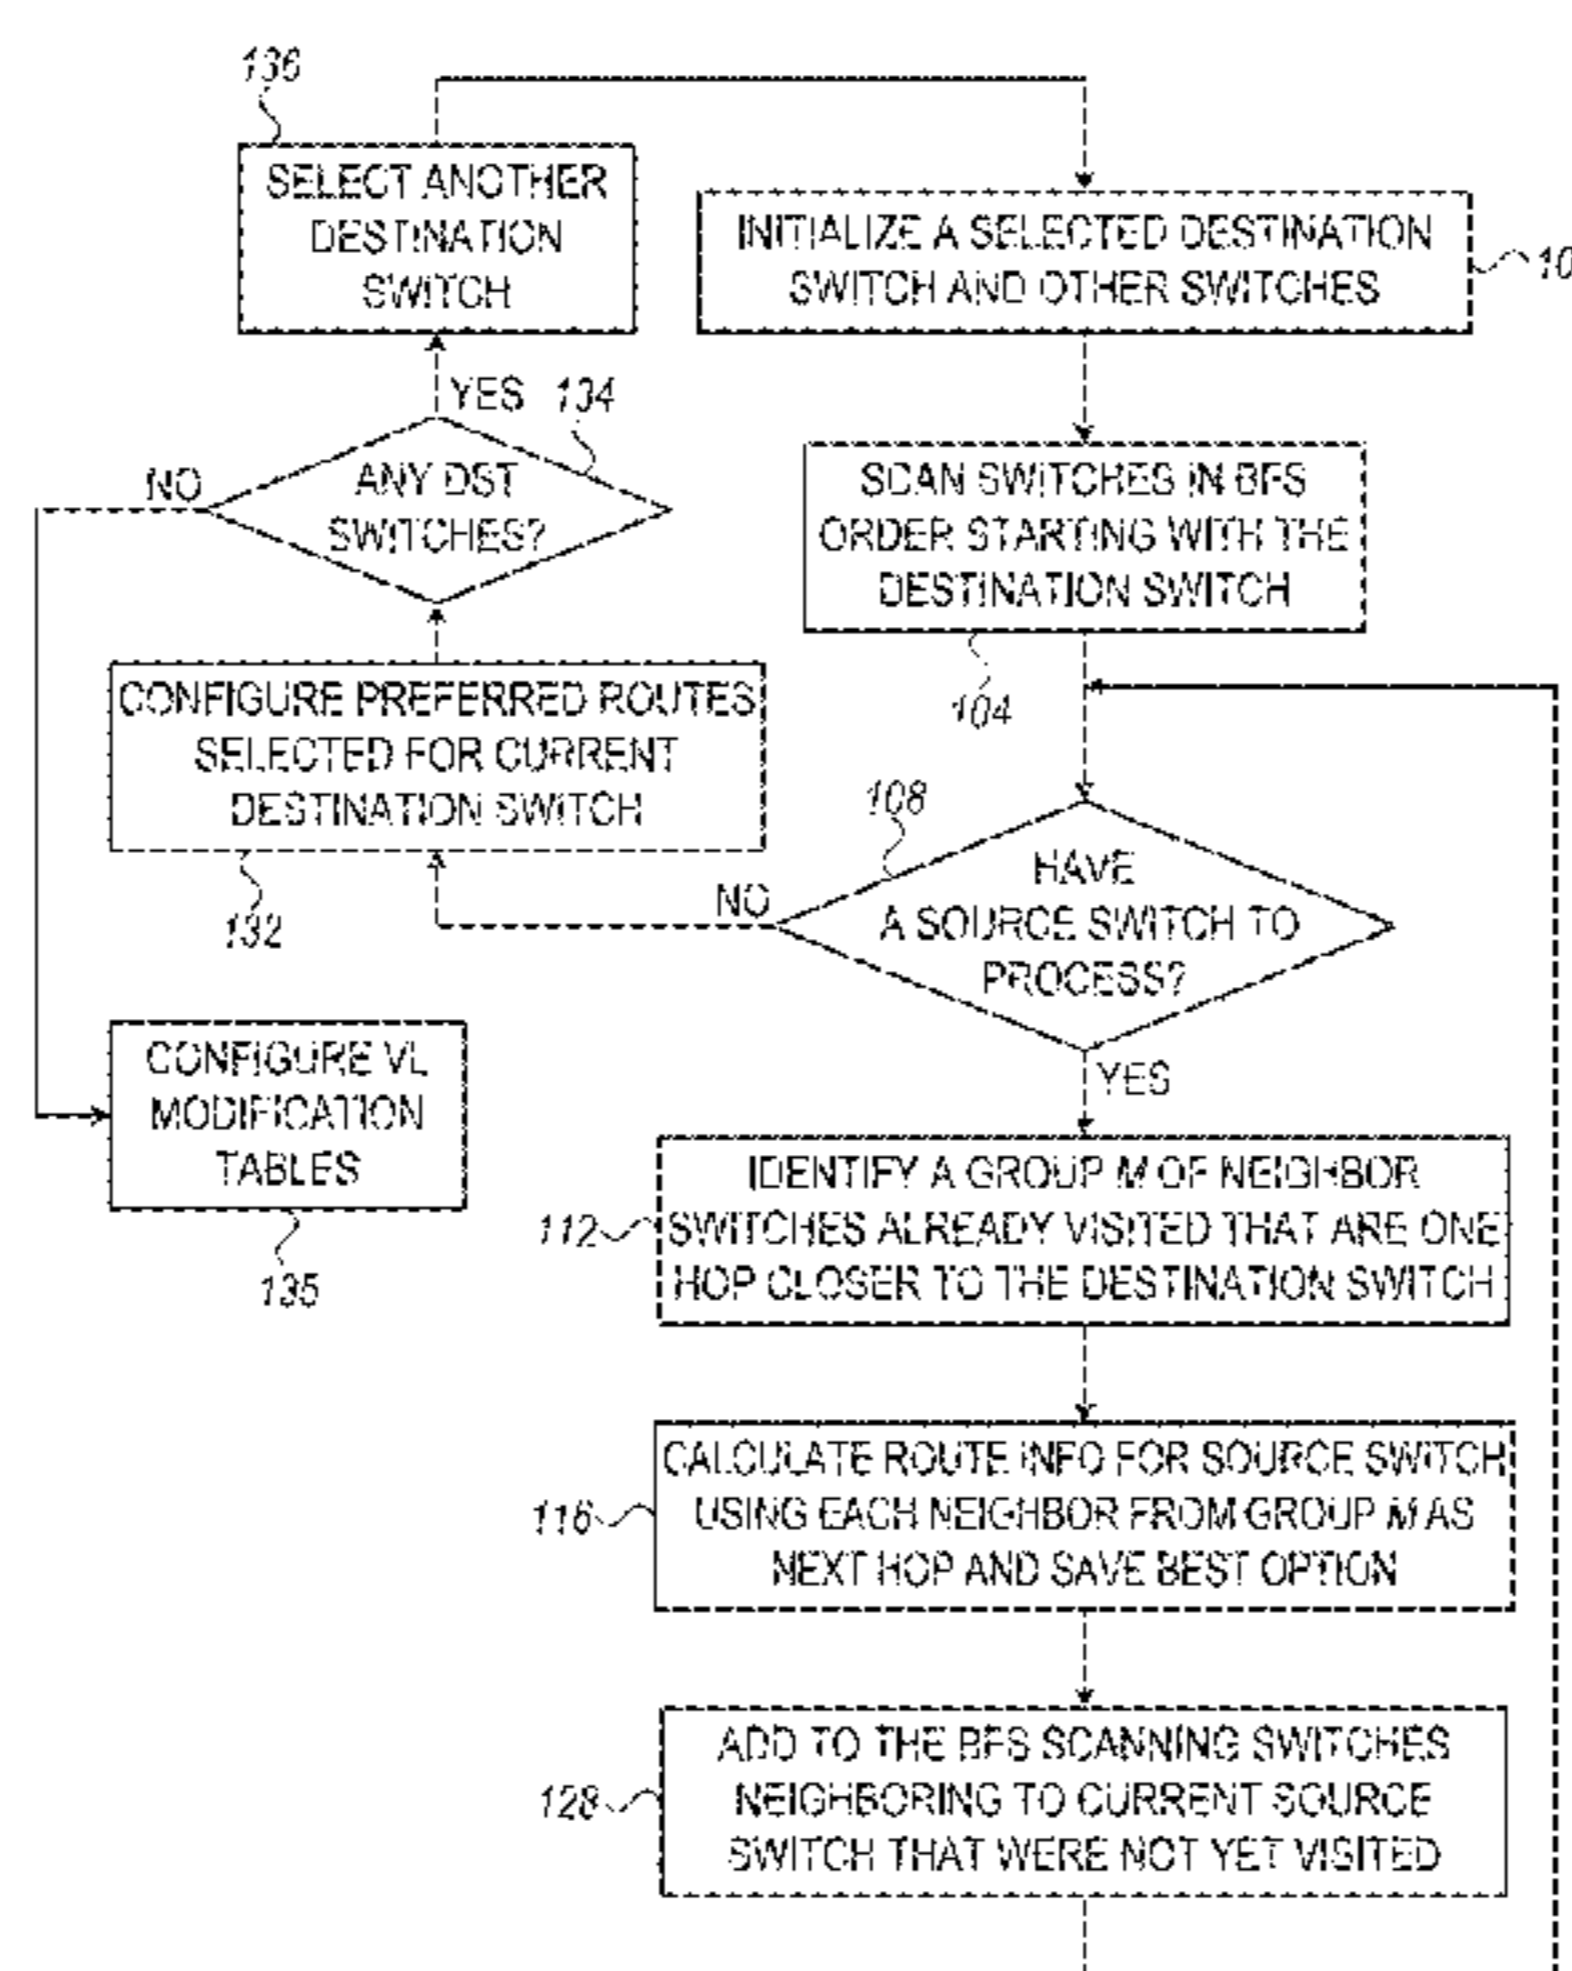 136
SELECT ANOTHER
DESTINATION
SWITCH
INITIALIZE A SELECTED DESTINATION
SWITCH AND OTHER SWITCHES
10
YES
134
NO
ANY DST
SWITCHES?
SCAN SWITCHES IN BFS
ORDER STARTING WITH THE
DESTINATION SWITCH
104
CONFIGURE PREFERRED ROUTES
SELECTED FOR CURRENT
DESTINATION SWITCH
132
108
NO
HAVE
A SOURCE SWITCH TO
PROCESS?
YES
CONFIGURE VL
MODIFICATION
TABLES
135
IDENTIFY A GROUP M OF NEIGHBOR
SWITCHES ALREADY VISITED THAT ARE ONE
HOP CLOSER TO THE DESTINATION SWITCH
112
CALCULATE ROUTE INFO FOR SOURCE SWITCH
USING EACH NEIGHBOR FROM GROUP M AS
NEXT HOP AND SAVE BEST OPTION
116
ADD TO THE BFS SCANNING SWITCHES
NEIGHBORING TO CURRENT SOURCE
SWITCH THAT WERE NOT YET VISITED
128